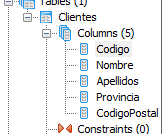 Tables (1)
Clientes
Columns (5)
Codigo
Nombre
Apellidos
Provincia
CodigoPostal
Constraints (0)